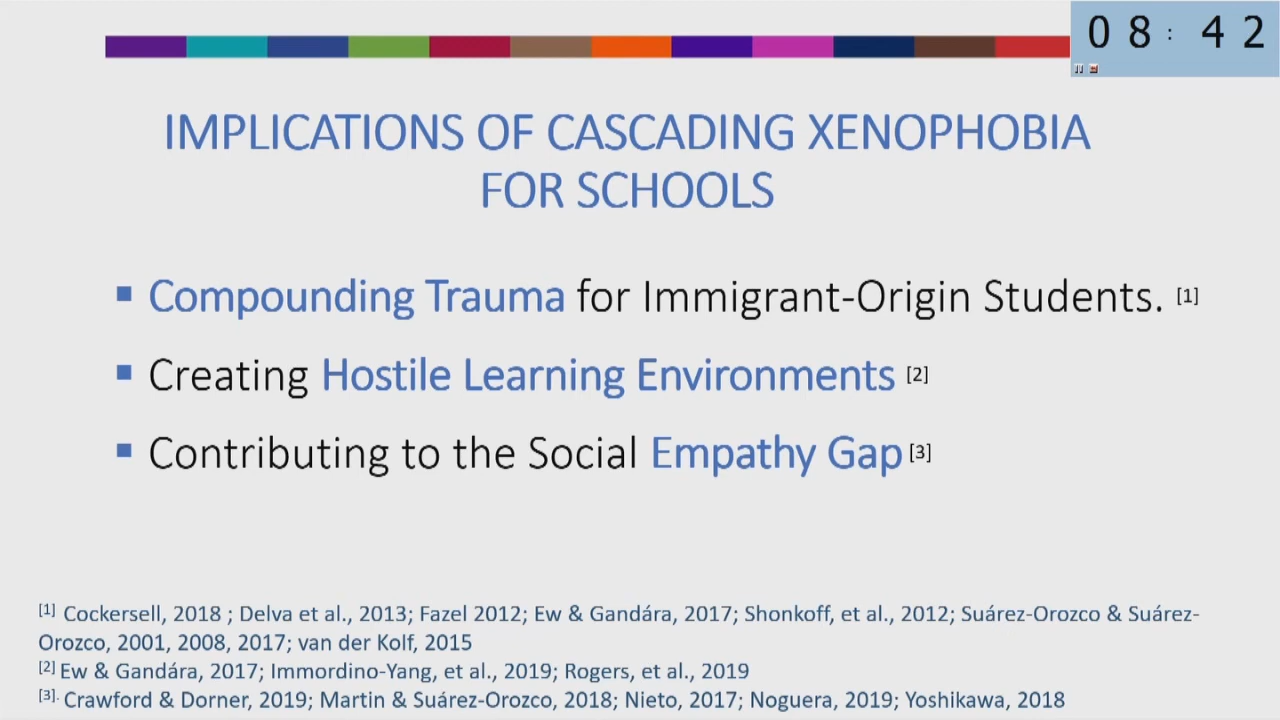 08:42
IMPLICATIONS OF CASCADING XENOPHOBIA
FOR SCHOOLS
▪ Compounding Trauma for Immigrant-Origin Students. [1]
▪ Creating Hostile Learning Environments [2]
▪ Contributing to the Social Empathy Gap [3]
[1] Cockersell, 2018 ; Delva et al., 2013; Fazel 2012; Ew & Gandára, 2017; Shonkoff, et al., 2012; Suárez-Orozco & Suárez-
Orozco, 2001, 2008, 2017; van der Kolf, 2015
[2] Ew & Gandára, 2017; Immordino-Yang, et al., 2019; Rogers, et al., 2019
[3]. Crawford & Dorner, 2019; Martin & Suárez-Orozco, 2018; Nieto, 2017; Noguera, 2019; Yoshikawa, 2018